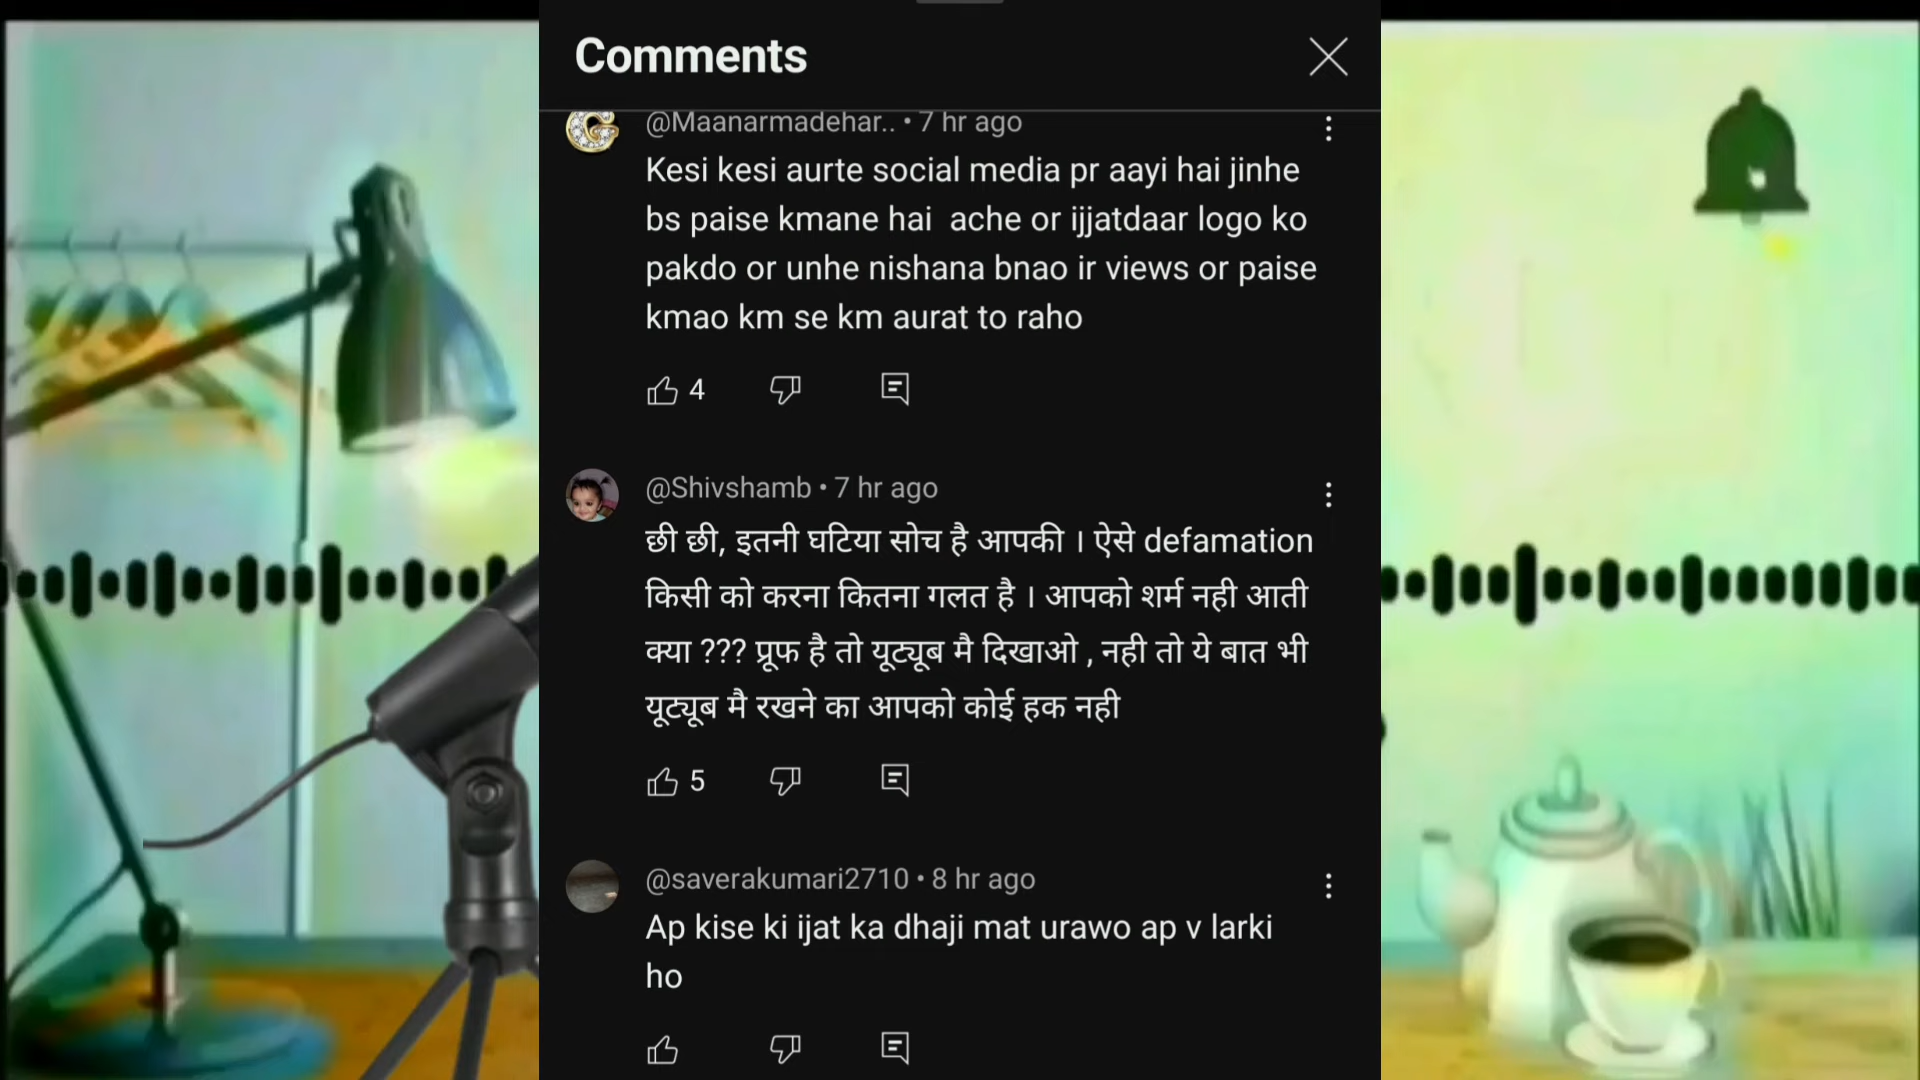 Comments
@Maanarmadehar.. • 7 hr ago
Kesi kesi aurte social media pr aayi hai jinhe
bs paise kmane hai  ache or ijjatdaar logo ko
pakdo or unhe nishana bnao ir views or paise
kmao km se km aurat to raho
4
@Shivshamb • 7 hr ago
छी छी, इतनी घटिया सोच है आपकी । ऐसे defamation
किसी को करना कितना गलत है । आपको शर्म नही आती
क्या ??? प्रूफ है तो यूट्यूब मै दिखाओ , नही तो ये बात भी
यूट्यूब मै रखने का आपको कोई हक नही
5
@saverakumari2710 • 8 hr ago
Ap kise ki ijat ka dhaji mat urawo ap v larki
ho